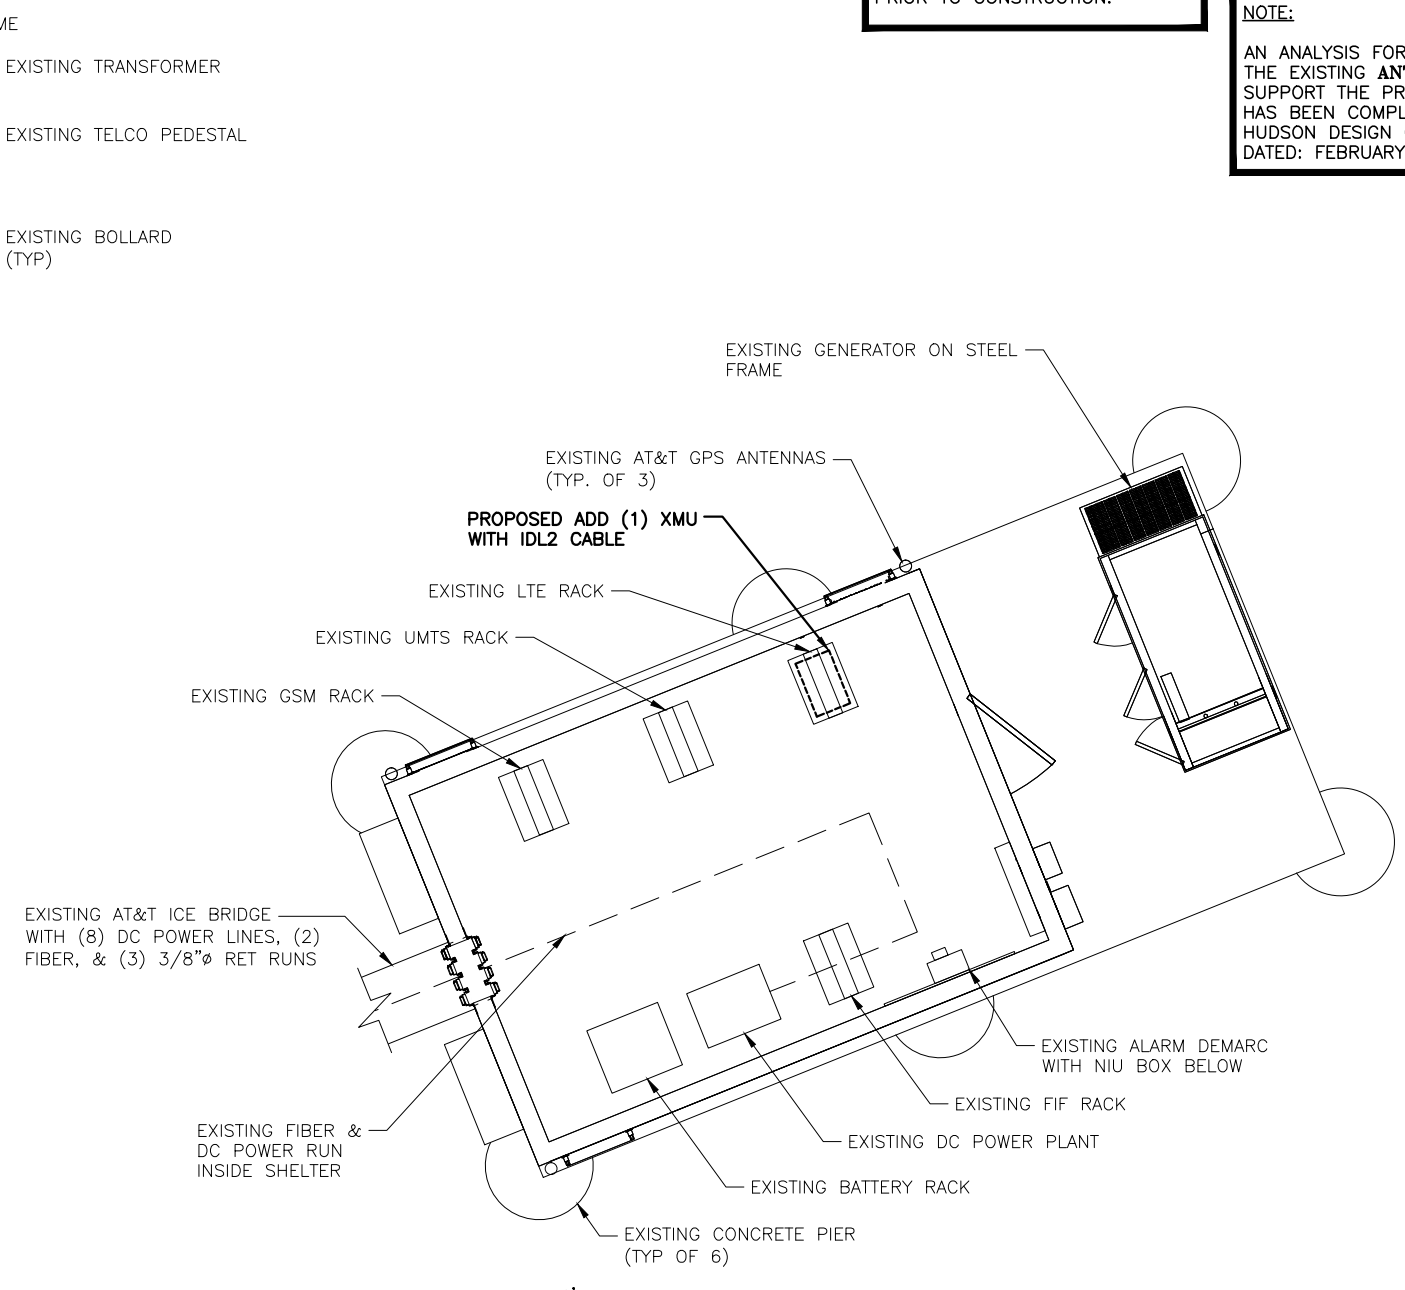 EXISTING TRANSFORMER
EXISTING TELCO PEDESTAL
EXISTING BOLLARD
(TYP)
PRIOR TO CONSTRUCTION.
NOTE:
AN ANALYSIS FOR
THE EXISTING
SUPPORT THE
HAS BEEN
HUDSON DESIGN
DATED: FEBRUARY
EXISTING GENERATOR ON STEEL
FRAME
EXISTING AT&T GPS ANTENNAS
(TYP. OF 3)
PROPOSED ADD (1) XMU
WITH IDL2 CABLE
EXISTING LTE RACK
EXISTING UMTS RACK
EXISTING GSM RACK
EXISTING AT&T ICE BRIDGE
WITH (8) DC POWER LINES, (2)
FIBER, & (3) 3/8"ø RET RUNS
EXISTING FIBER &
DC POWER RUN
INSIDE SHELTER
EXISTING ALARM DEMARC
WITH NIU BOX BELOW
EXISTING FIF RACK
EXISTING DC POWER PLANT
EXISTING BATTERY RACK
EXISTING CONCRETE PIER
(TYP OF 6)